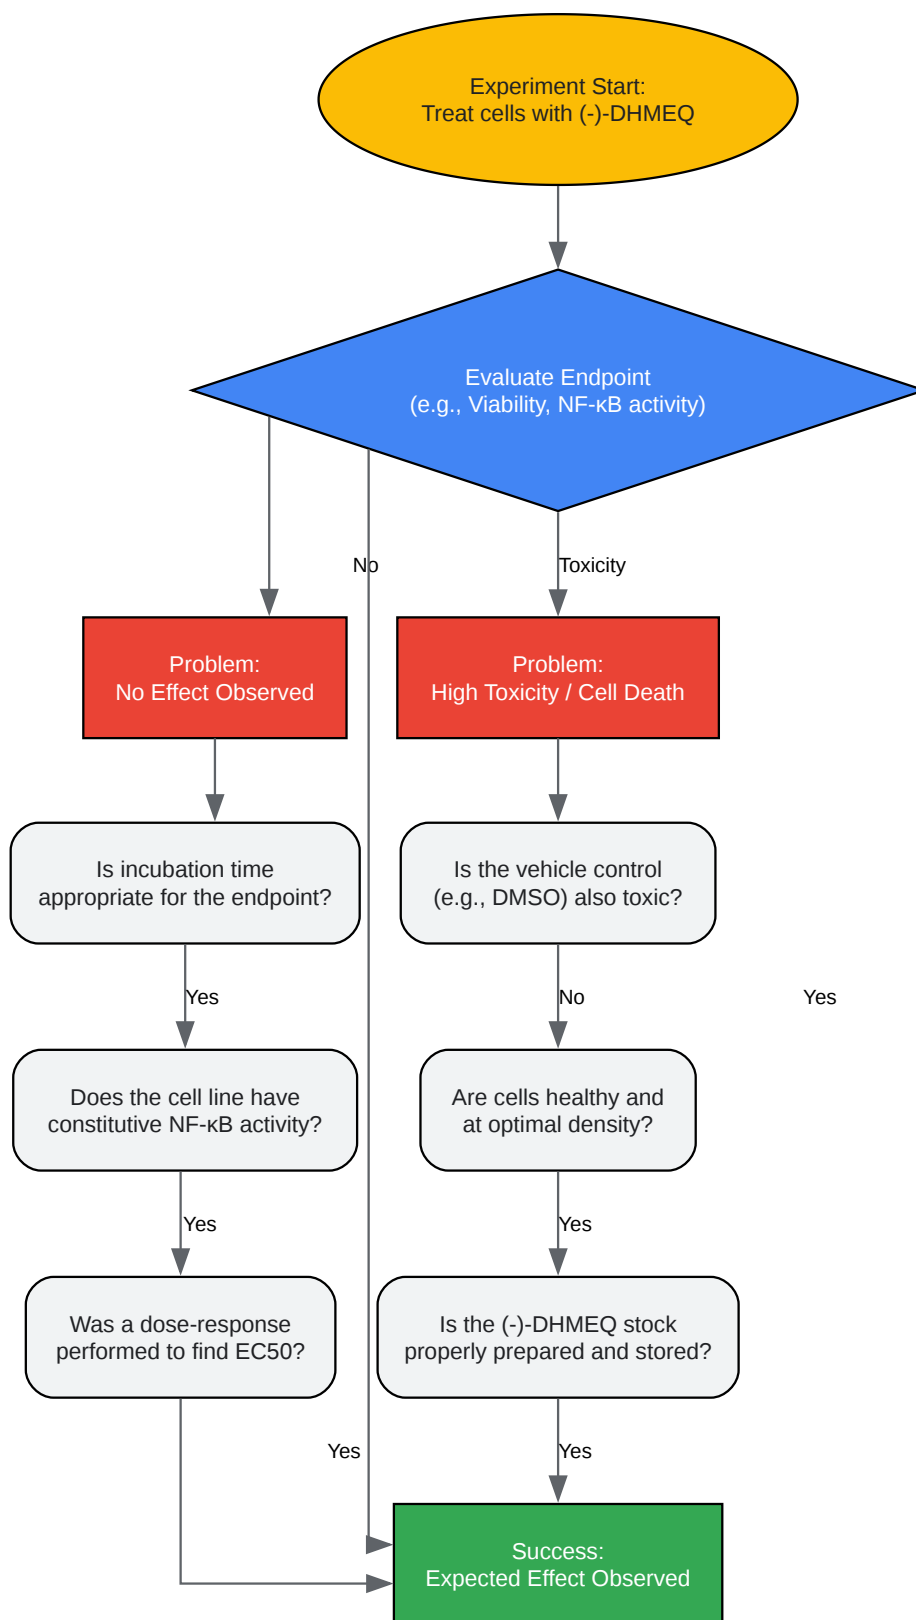 Experiment Start:
Treat cells with (-)-DHMEQ
Evaluate Endpoint
(e.g., Viability, NF-κB activity)
No
Toxicity
Problem:
No Effect Observed
Problem:
High Toxicity / Cell Death
Is incubation time
appropriate for the endpoint?
Is the vehicle control
(e.g., DMSO) also toxic?
Yes
No
Yes
Does the cell line have
constitutive NF-κB activity?
Are cells healthy and
at optimal density?
Yes
Yes
Was a dose-response
performed to find EC50?
Is the (-)-DHMEQ stock
properly prepared and stored?
Yes
Yes
Success:
Expected Effect Observed